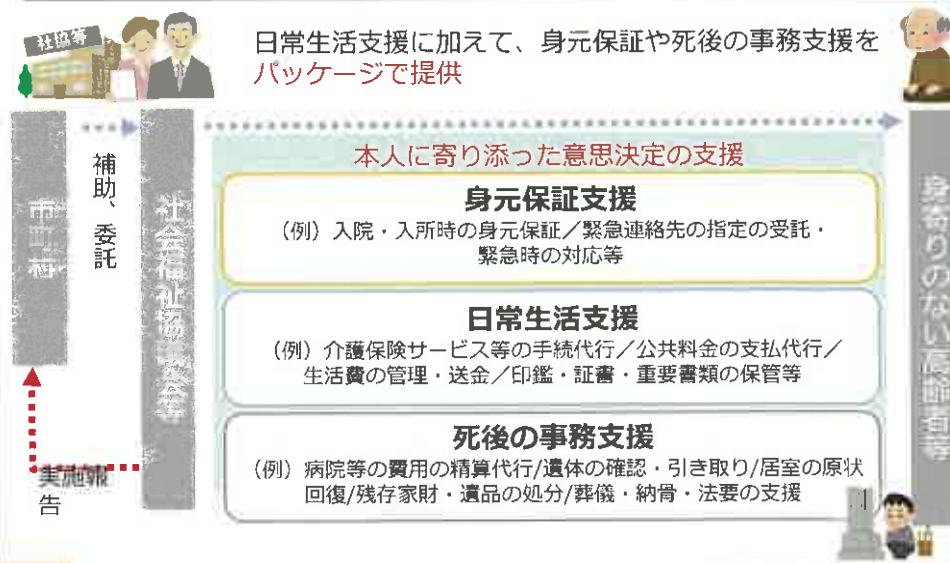 社協等
日常生活支援に加えて、身元保証や死後の事務支援を
パッケージで提供
市町村
補助、委託
社会福祉協議会等
本人に寄り添った意思決定の支援
身元保証支援
(例) 入院・入所時の身元保証/緊急連絡先の指定の受託・
緊急時の対応等
日常生活支援
(例) 介護保険サービス等の手続代行/公共料金の支払代行/
生活費の管理・送金/印鑑・証書・重要書類の保管等
死後の事務支援
(例) 病院等の費用の精算代行/遺体の確認・引き取り/居室の原状
回復/残存家財・遺品の処分/葬儀・納骨・法要の支援
身寄りのない高齢者等
実施報
告